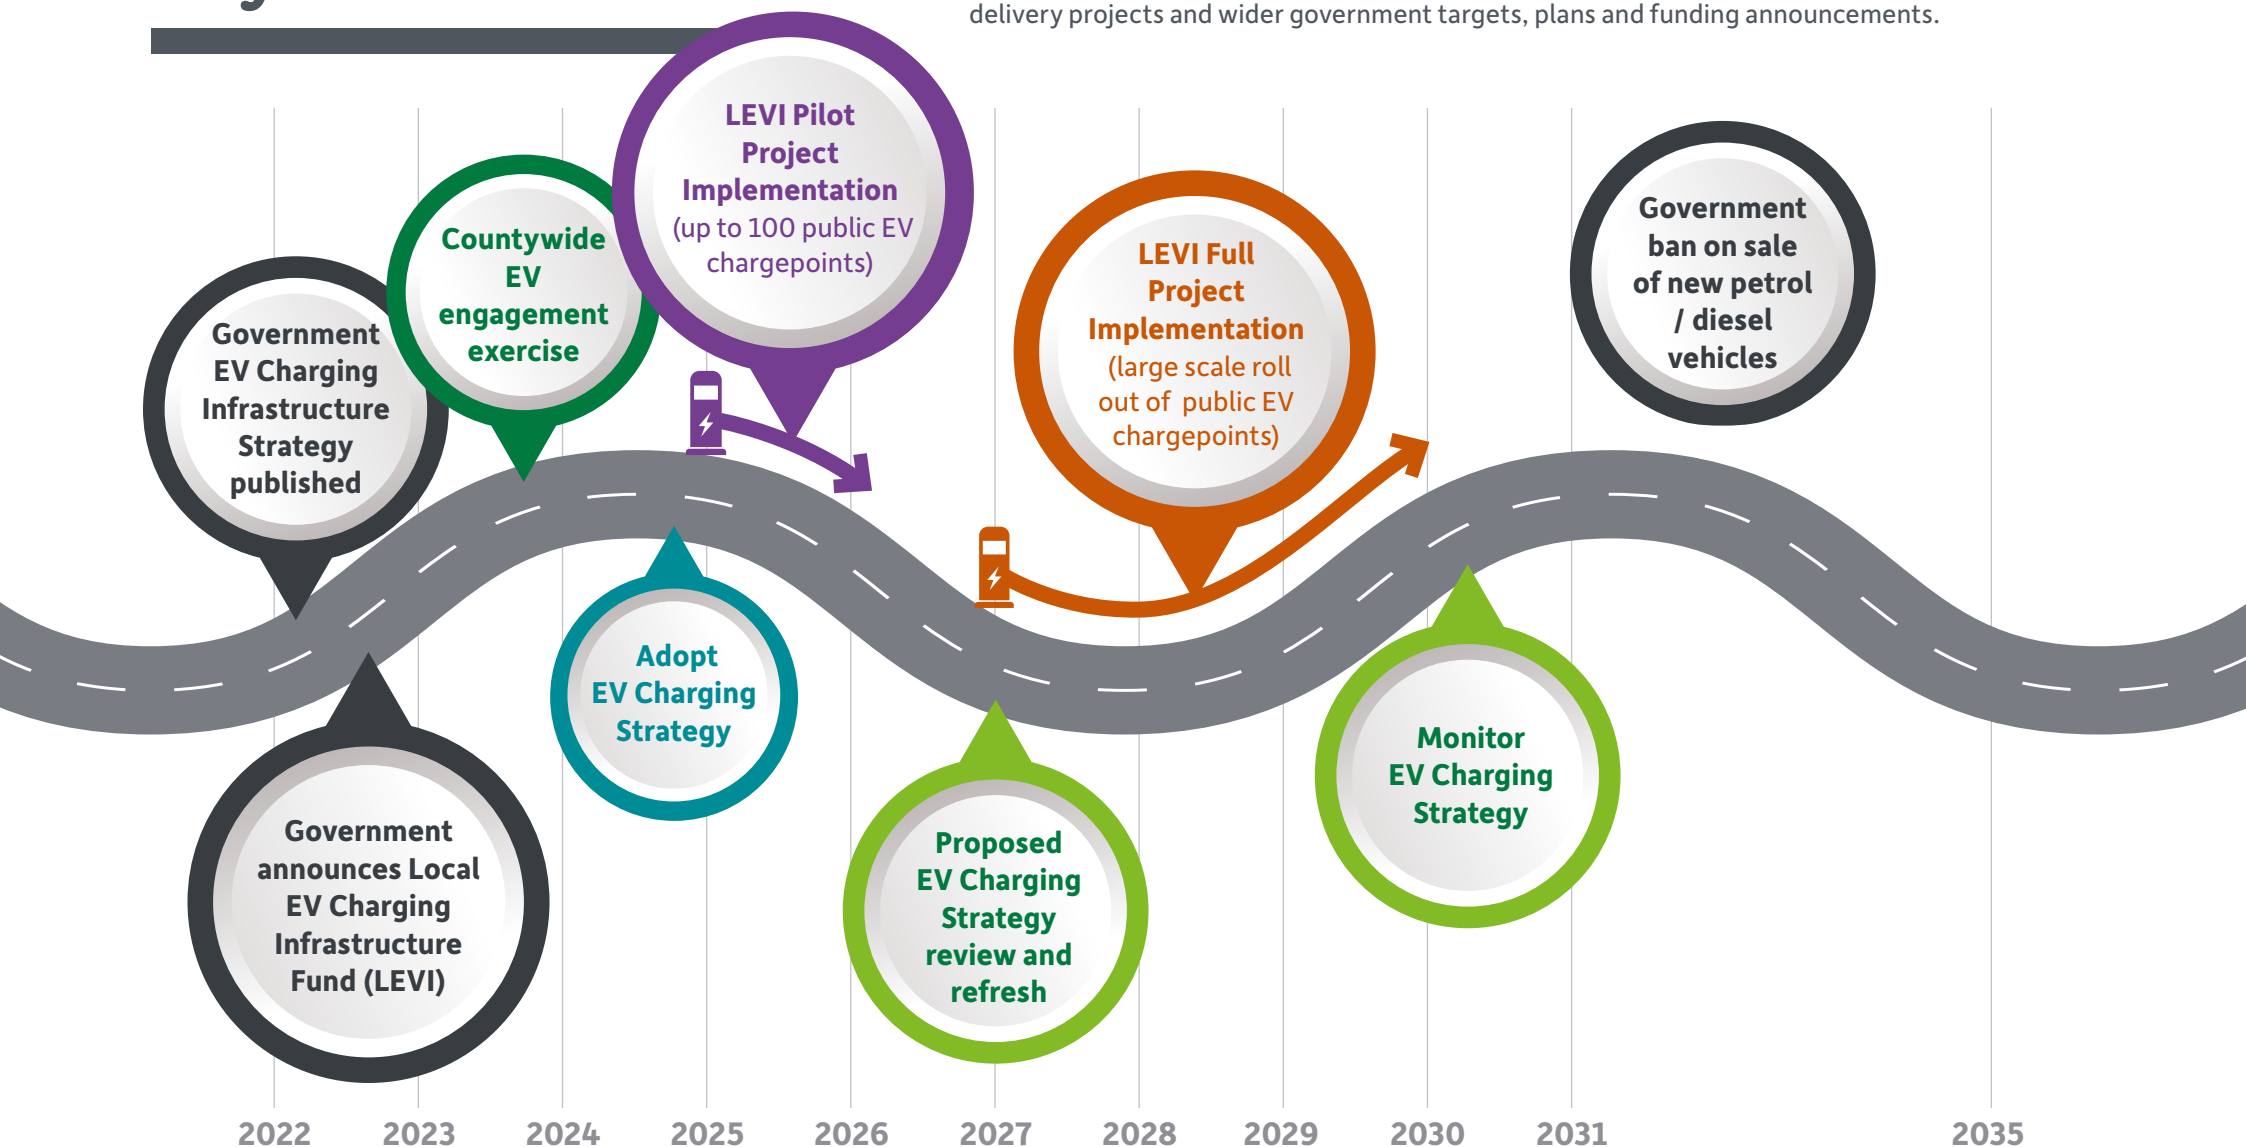 delivery projects and wider government targets, plans and funding announcements.
LEVI Pilot
Project
Implementation
(up to 100 public EV
chargepoints)
Countywide
EV
engagement
exercise
Government
EV Charging
Infrastructure
Strategy
published
LEVI Full
Project
Implementation
(large scale roll
out of public EV
chargepoints)
Government
ban on sale
of new petrol
/ diesel
vehicles
Adopt
EV Charging
Strategy
Government
announces Local
EV Charging
Infrastructure
Fund (LEVI)
Proposed
EV Charging
Strategy
review and
refresh
Monitor
EV Charging
Strategy
2022 2023 2024 2025 2026 2027 2028 2029 2030 2031 2035